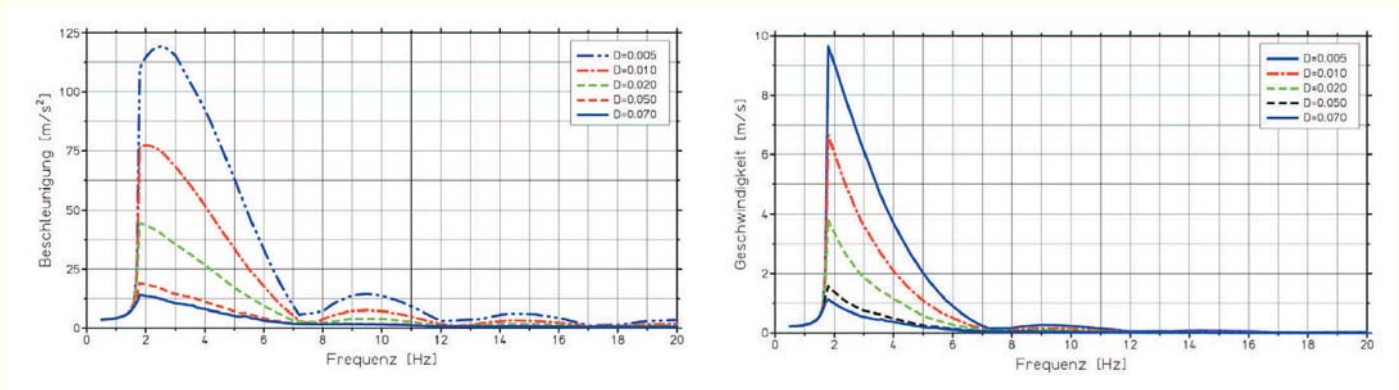 125
100
75
50
25
0
Beschleunigung [m/s²]
0 2 4 6 8 10 12 14 16 18 20
Frequenz [Hz]
D=0.005
D=0.010
D=0.020
D=0.050
D=0.070
10
8
6
4
2
0
Geschwindigkeit [m/s]
0 2 4 6 8 10 12 14 16 18 20
Frequenz [Hz]
D=0.005
D=0.010
D=0.020
D=0.050
D=0.070